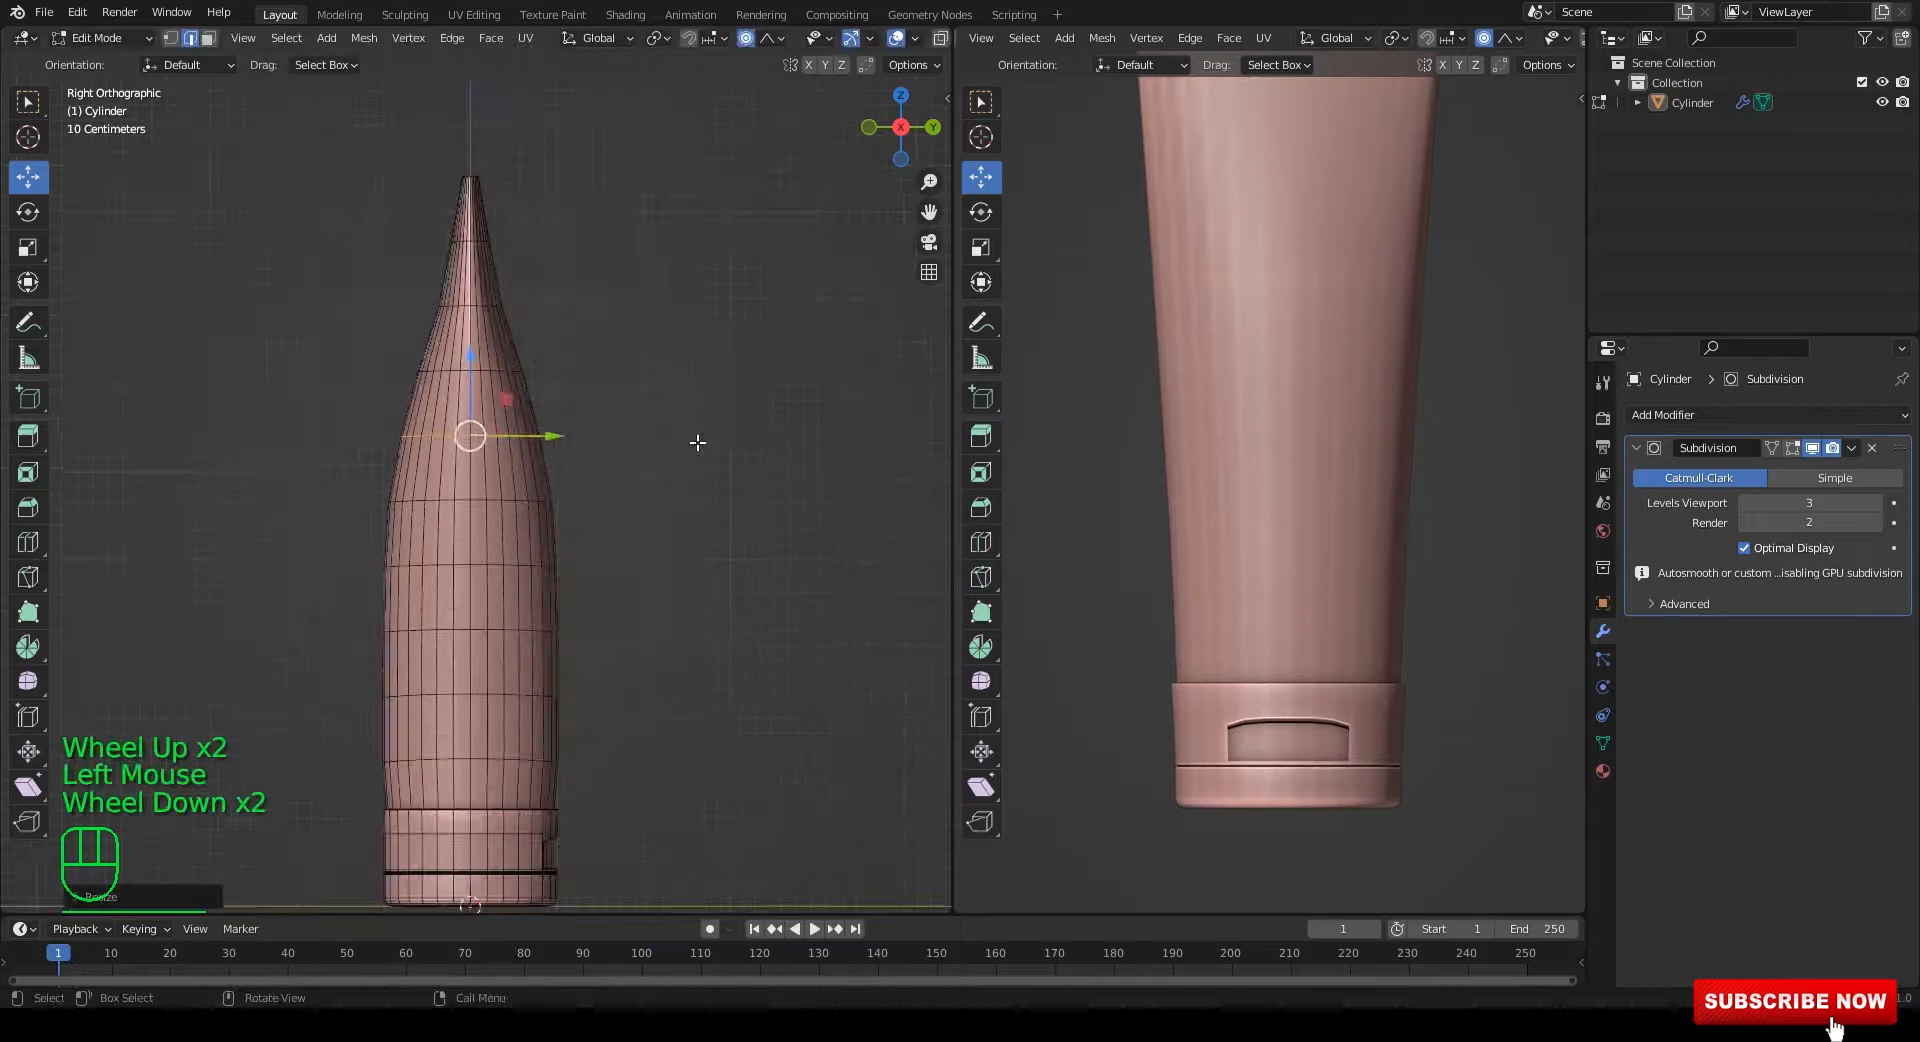 File Edit Render Window Help Layout Modeling Sculpting UV Editing Texture Paint Shading Animation Rendering Compositing Geometry Nodes Scripting + Scene ViewLayer
Edit Mode View Select Add Mesh Vertex Edge Face UV Global View Select Add Mesh Vertex Edge Face UV Global
Orientation: Default Drag: Select Box X Y Z Options Orientation: Default Drag: Select Box X Y Z Options
Scene Collection
Collection
Cylinder
Right Orthographic
(1) Cylinder
10 Centimeters
Z
X
Y
Cylinder > Subdivision
Add Modifier
Subdivision
Catmull-Clark Simple
Levels Viewport 3
Render 2
Optimal Display
Autosmooth or custom ...isabling GPU subdivision
Advanced
Wheel Up x2
Left Mouse
Wheel Down x2
Resize
Playback Keying View Marker 1 Start 1 End 250
1 10 20 30 40 50 60 70 80 90 100 110 120 130 140 150 160 170 180 190 200 210 220 230 240 250
Select Box Select Rotate View Call Menu
SUBSCRIBE NOW